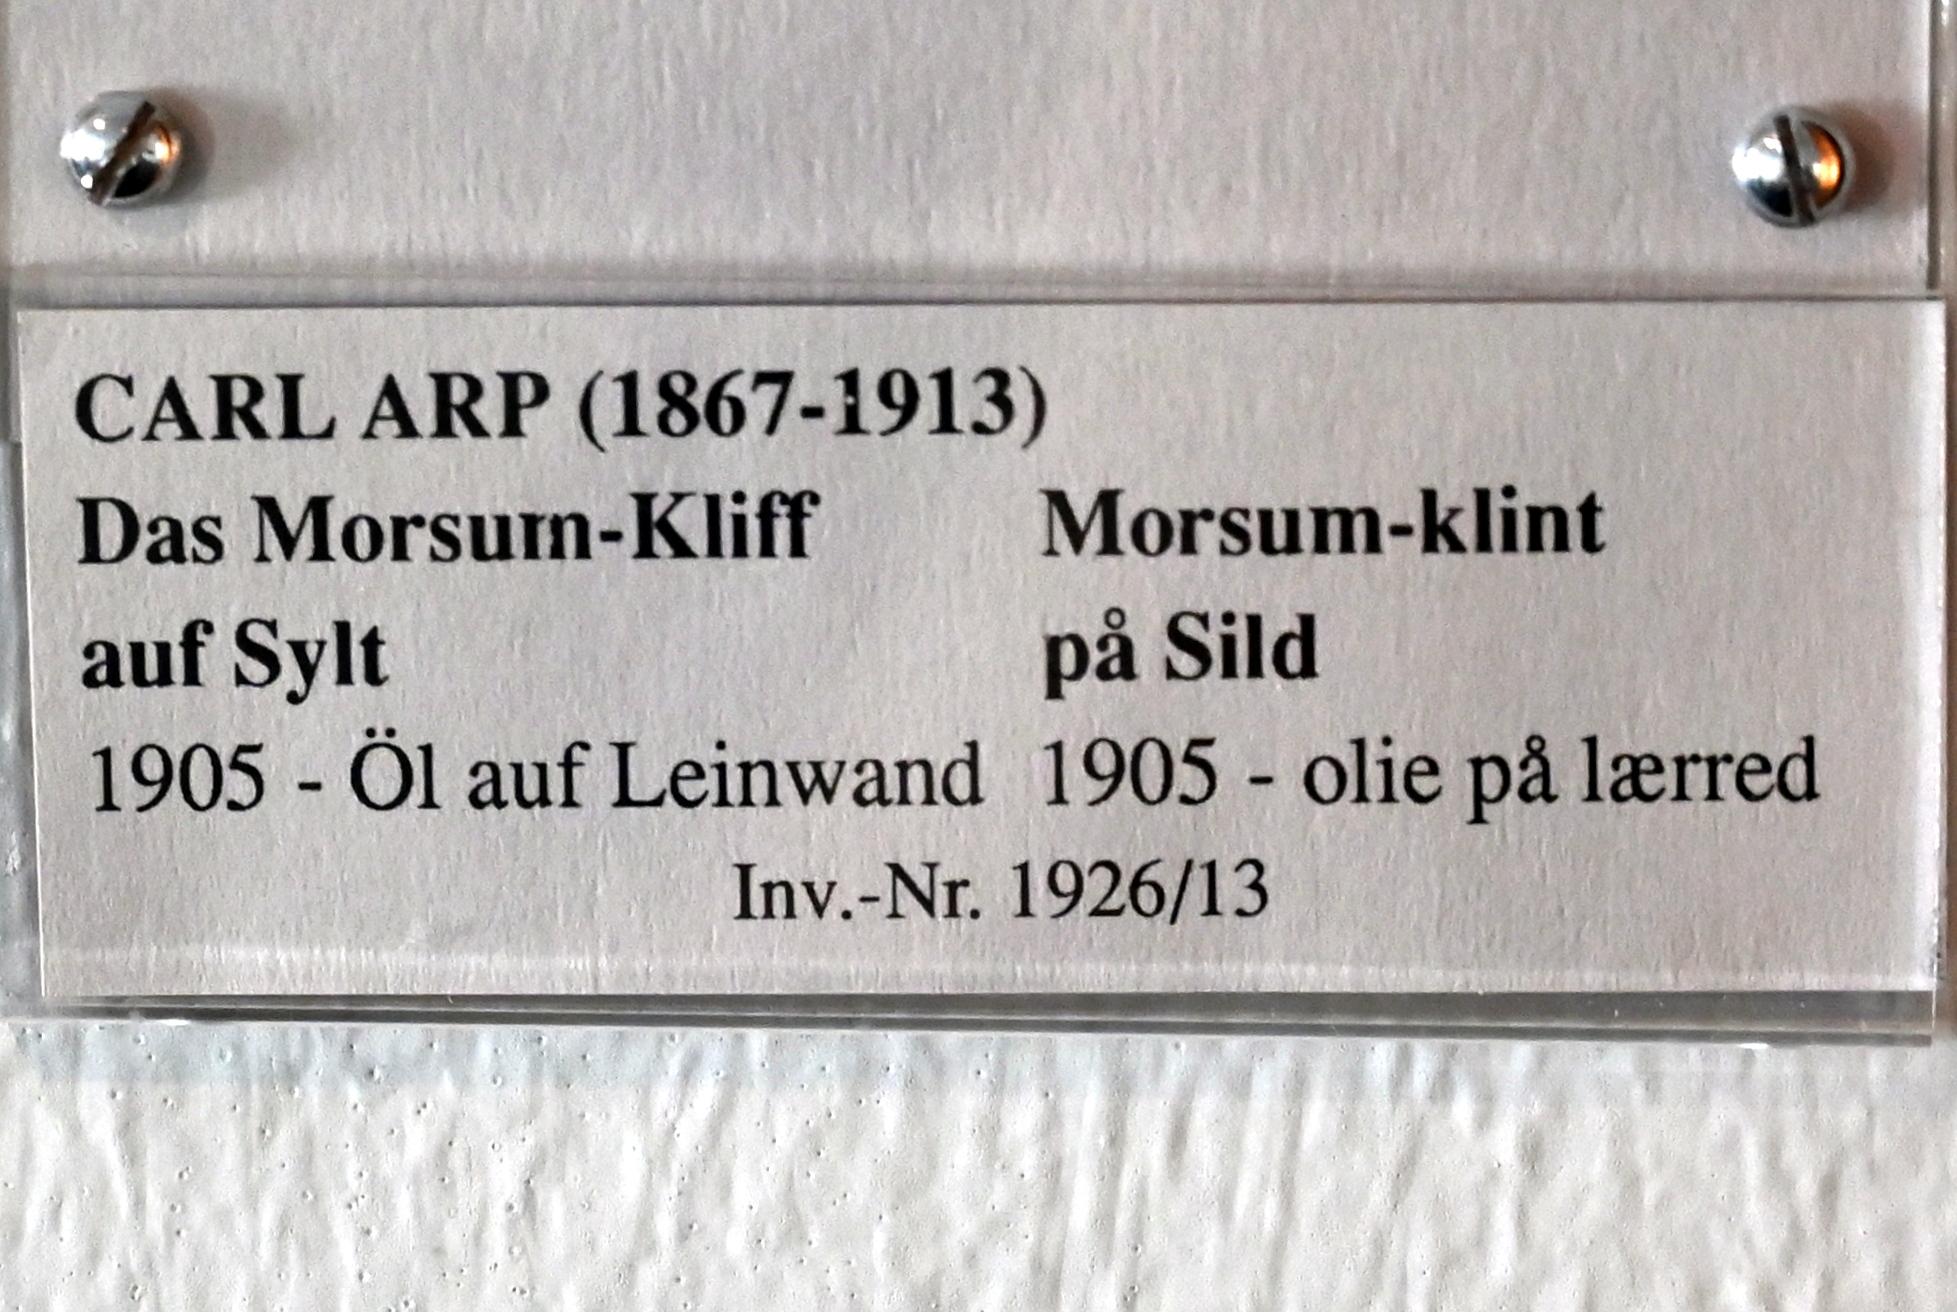 CARL ARP (1867-1913)
Das Morsum-Kliff Morsum-klint
auf Sylt på Sild
1905 - Öl auf Leinwand 1905 - olie på lærred
Inv.-Nr. 1926/13